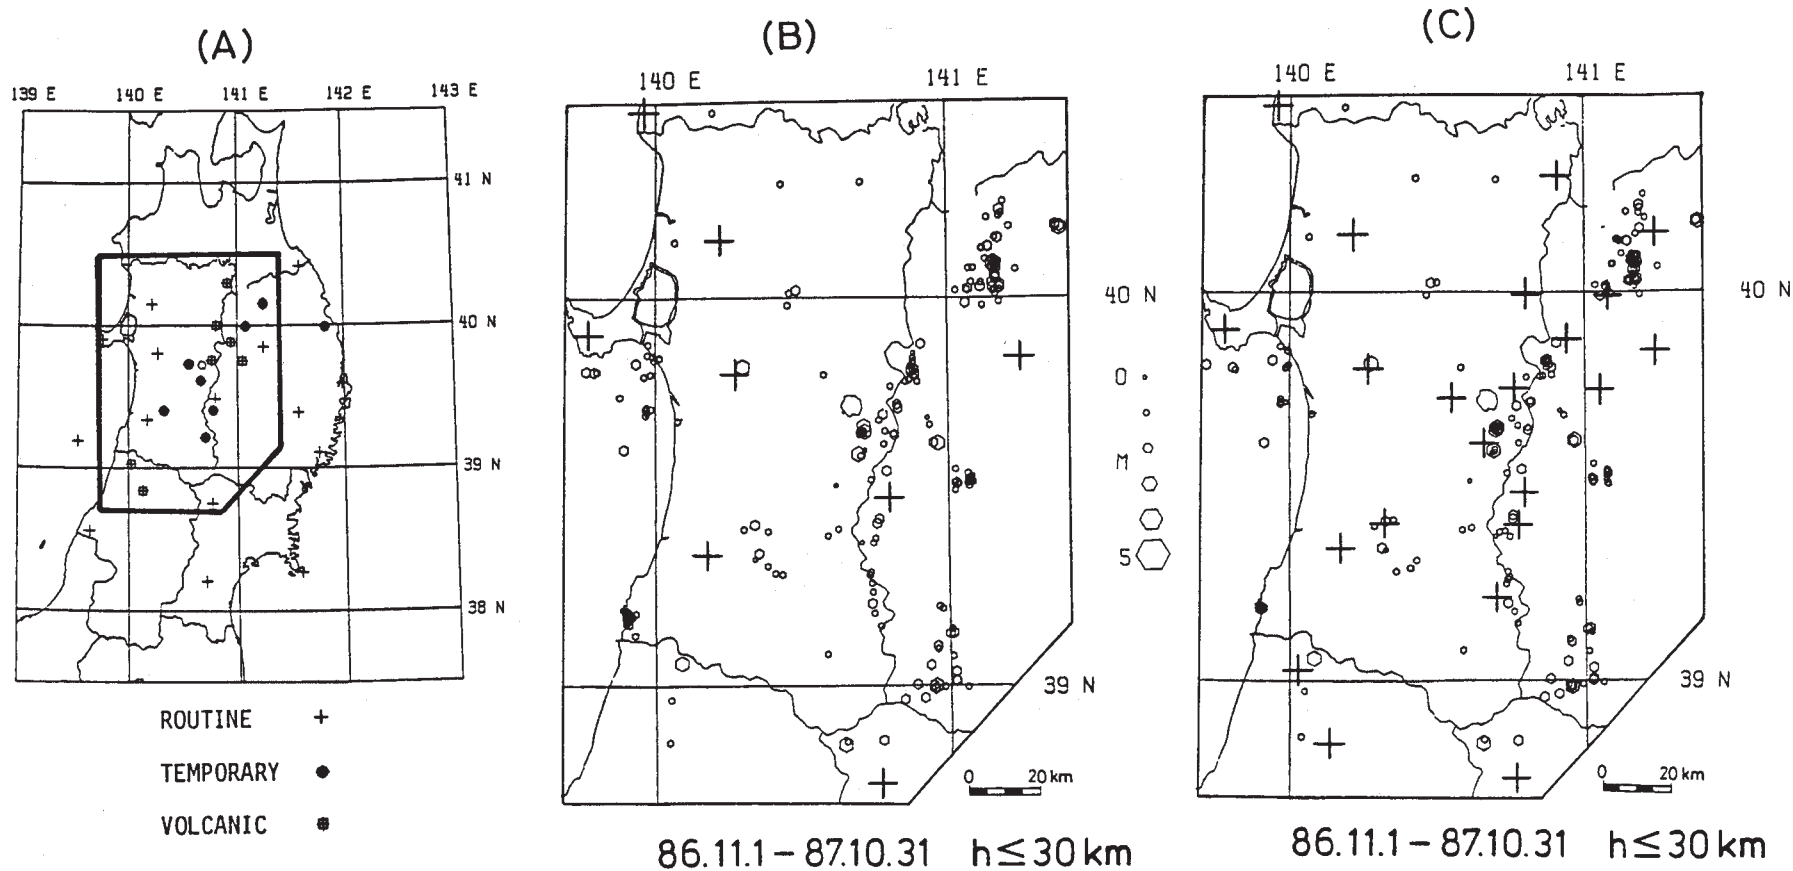 (A)
139 E 140 E 141 E 142 E 143 E
41 N
40 N
39 N
38 N
ROUTINE +
TEMPORARY
VOLCANIC
(B)
140 E 141 E
40 N
39 N
0 20 km
86.11.1 – 87.10.31 h ≤ 30 km
0
M
5
(C)
140 E 141 E
40 N
39 N
0 20 km
86.11.1 – 87.10.31 h ≤ 30 km